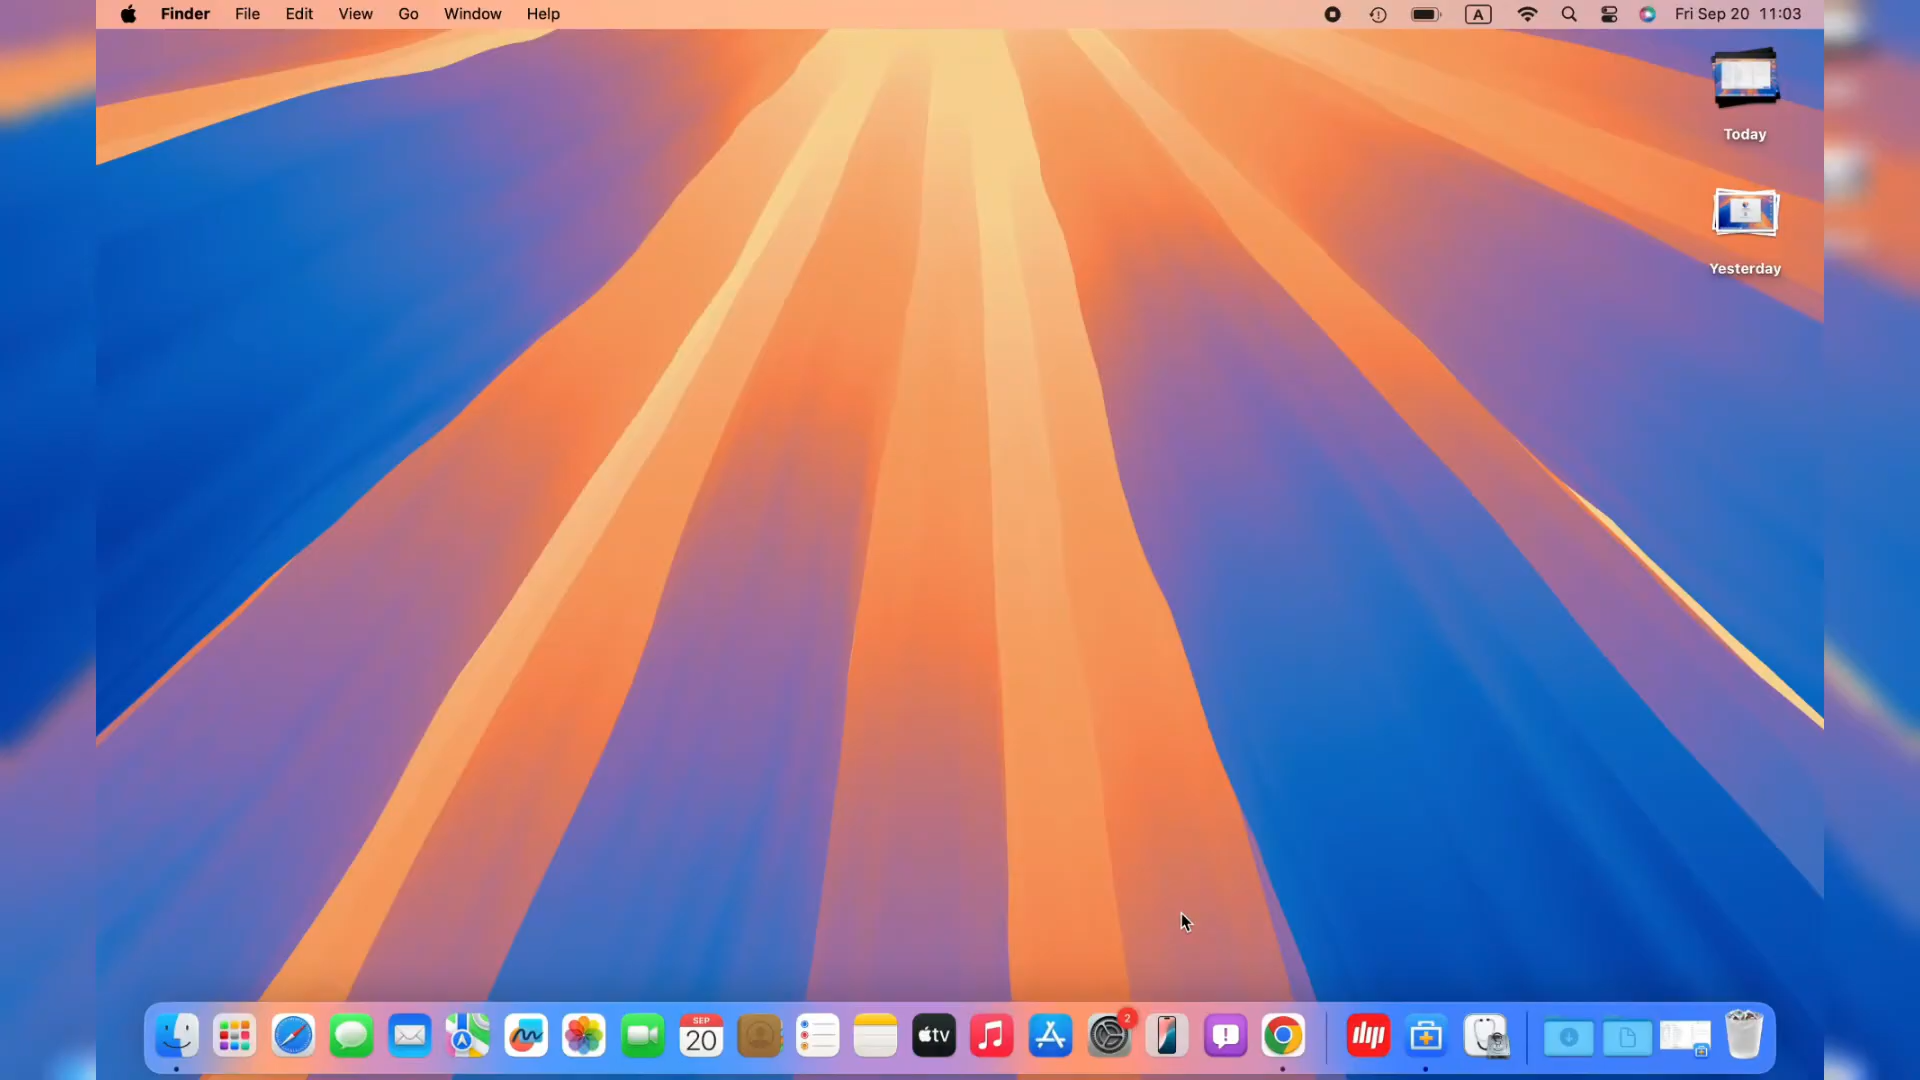 Finder File Edit View Go Window Help A Fri Sep 20 11:03
Today
Yesterday
SEP
20
tv
2